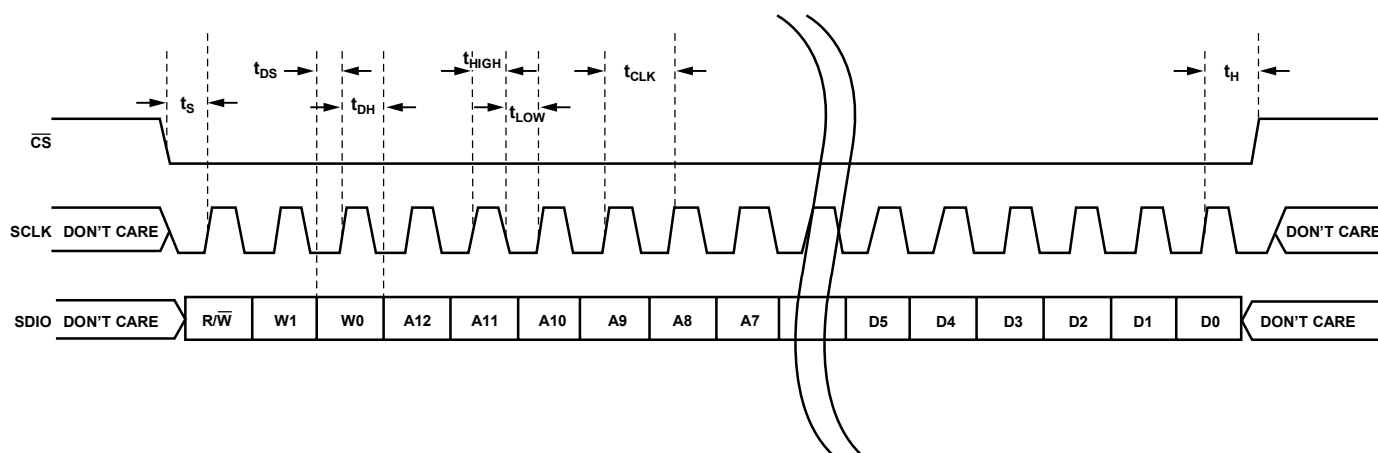 tDS tHIGH tCLK tH
tS tDH tLOW
C̅S̅
SCLK DON'T CARE DON'T CARE
SDIO DON'T CARE R/W̅ W1 W0 A12 A11 A10 A9 A8 A7 D5 D4 D3 D2 D1 D0 DON'T CARE